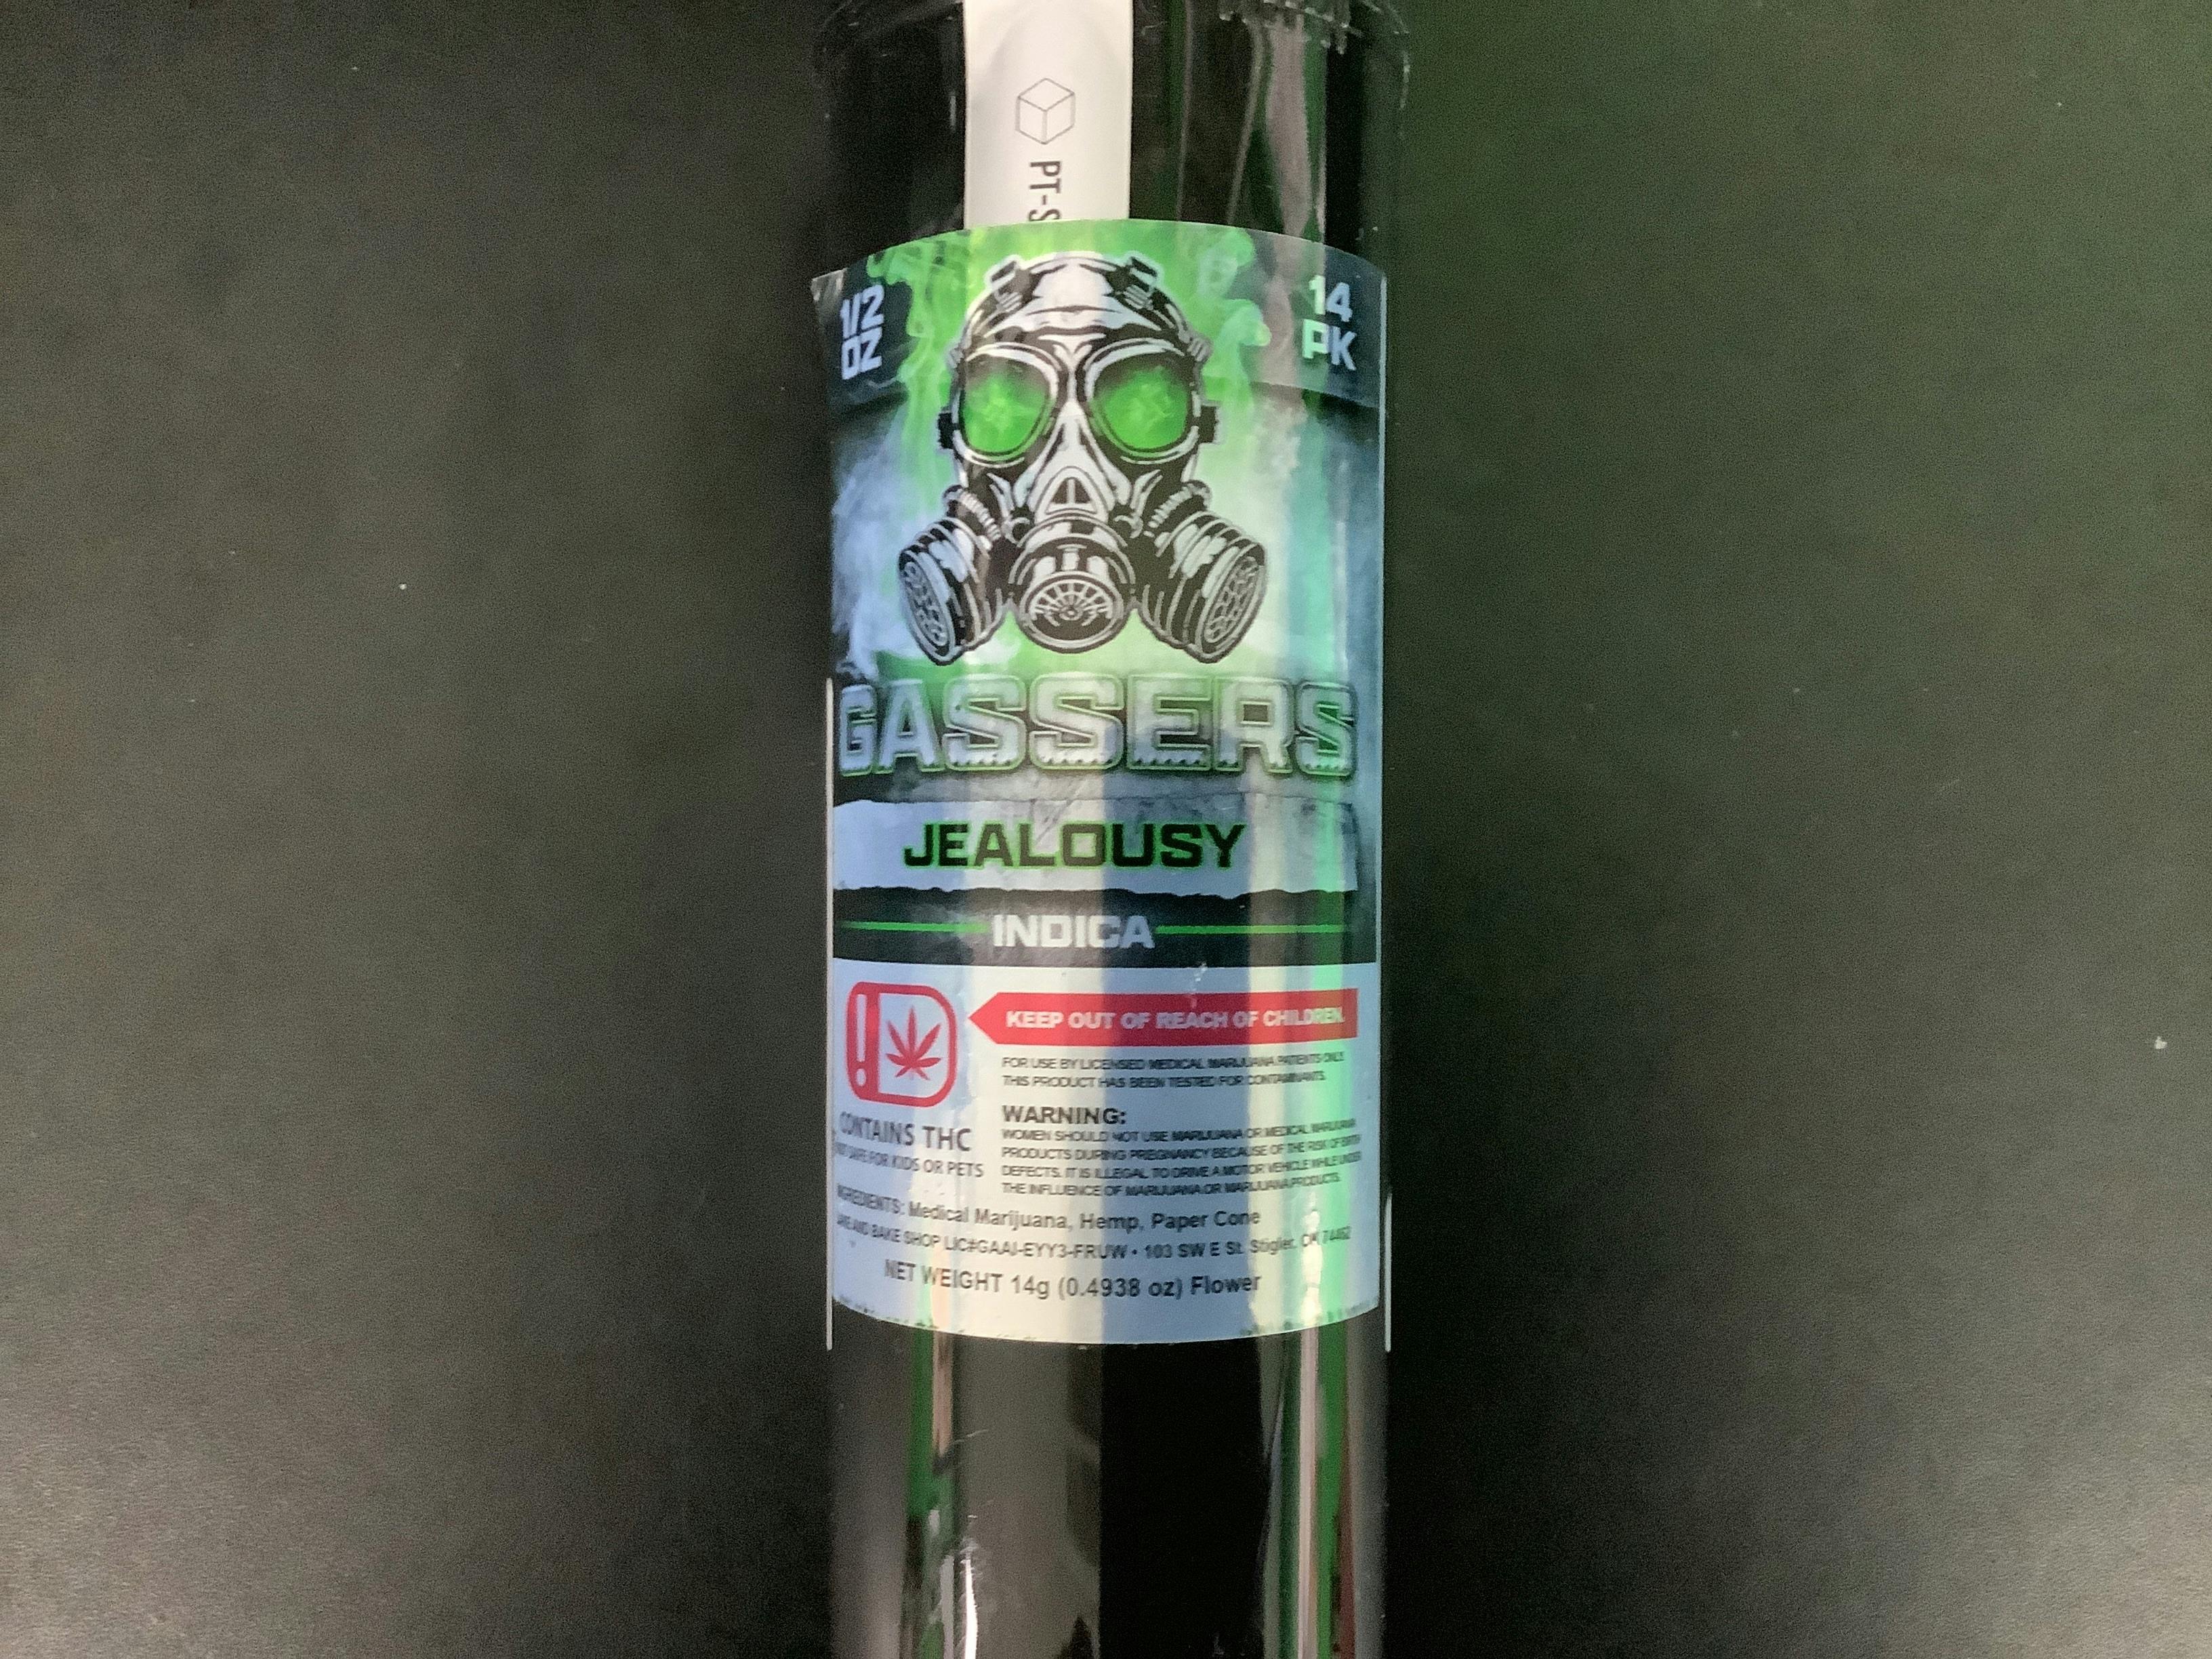 PT-S
1/2
OZ
14
PK
GASSERS
JEALOUSY
INDICA
KEEP OUT OF REACH OF CHILDREN.
FOR USE BY LICENSED MEDICAL MARIJUANA PATIENTS ONLY.
THIS PRODUCT HAS BEEN TESTED FOR CONTAMINANTS.
WARNING:
WOMEN SHOULD NOT USE MARIJUANA OR MEDICAL MARIJUANA
PRODUCTS DURING PREGNANCY BECAUSE OF THE RISK OF BIRTH
DEFECTS. IT IS ILLEGAL TO DRIVE A MOTOR VEHICLE WHILE UNDER
THE INFLUENCE OF MARIJUANA OR MARIJUANA PRODUCTS.
CONTAINS THC
SAFE FOR KIDS OR PETS
INGREDIENTS: Medical Marijuana, Hemp, Paper Cone
AND BAKE SHOP LIC#GAAI-EYY3-FRUW • 103 SW E St. Stigler, OK 74462
NET WEIGHT 14g (0.4938 oz) Flower